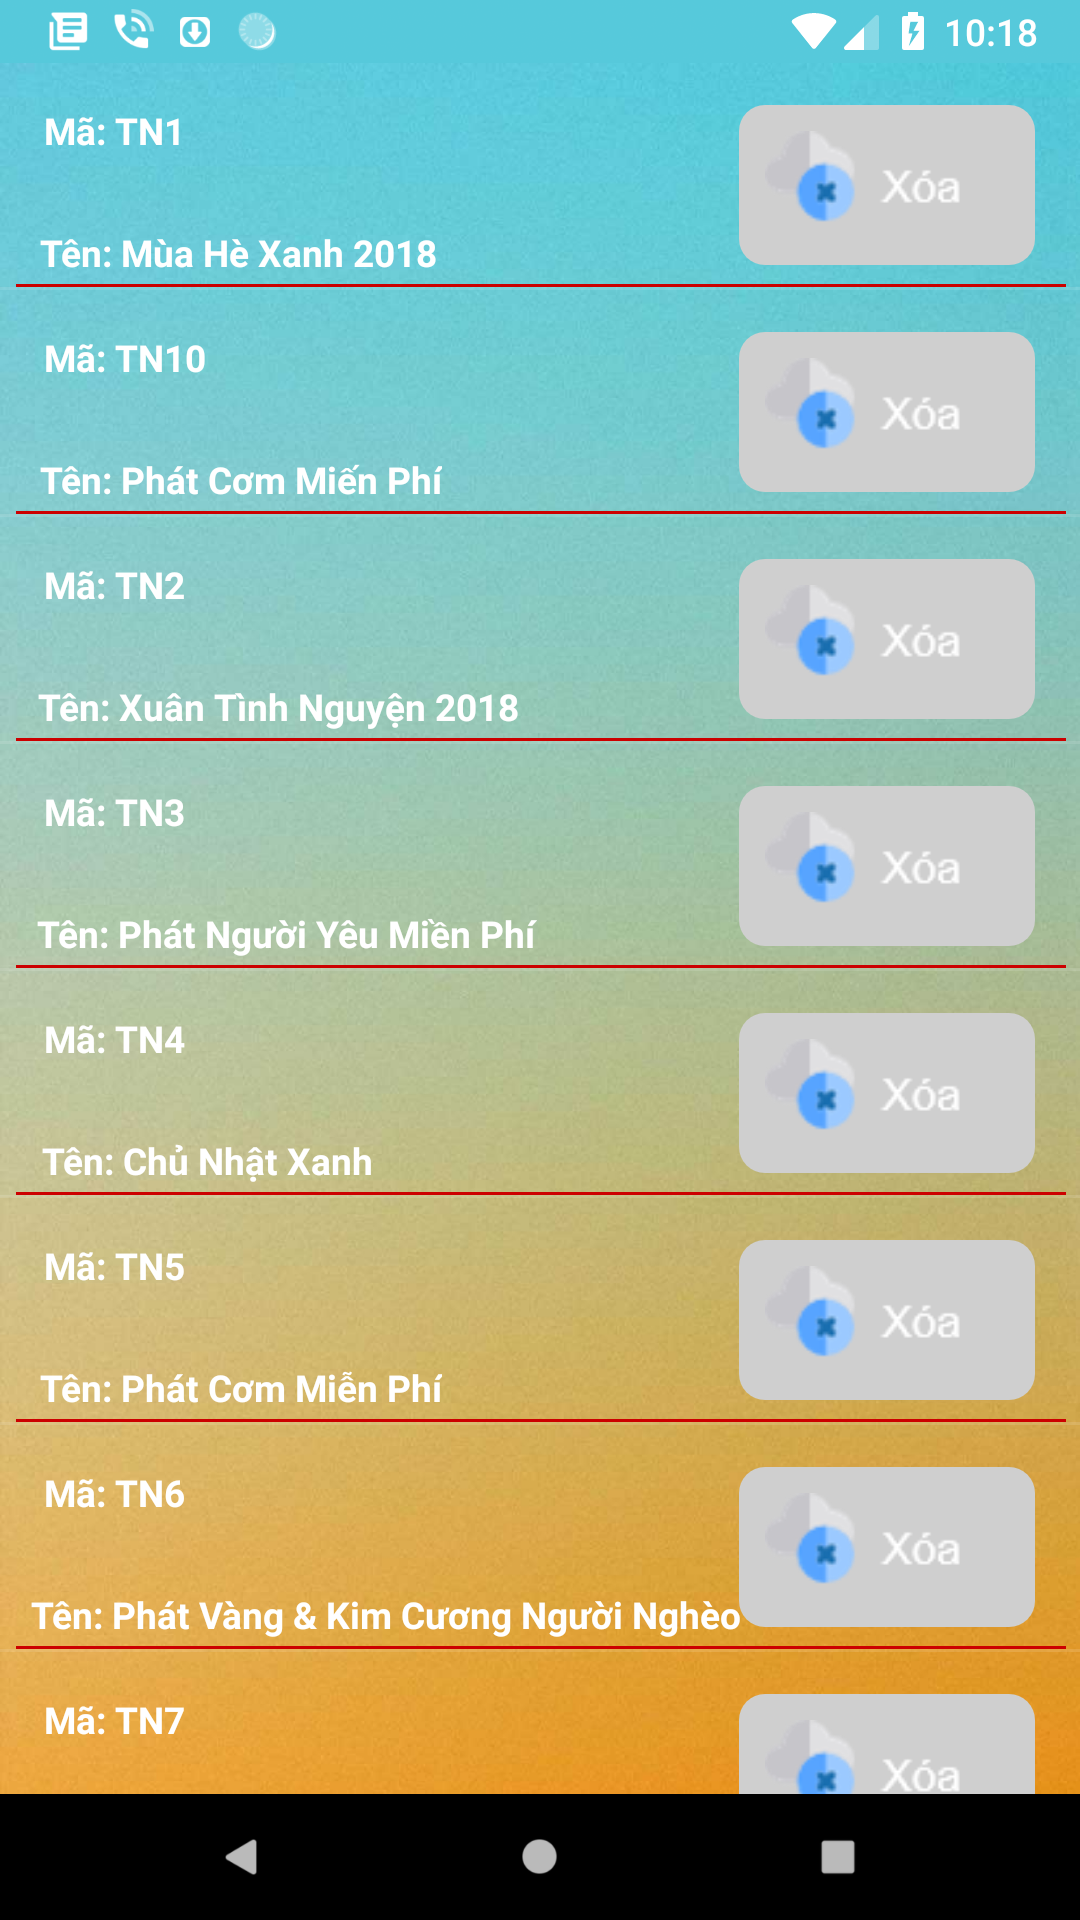 10:18
Mã: TN1
Xóa
Tên: Mùa Hè Xanh 2018
Mã: TN10
Xóa
Tên: Phát Cơm Miến Phí
Mã: TN2
Xóa
Tên: Xuân Tình Nguyện 2018
Mã: TN3
Xóa
Tên: Phát Người Yêu Miền Phí
Mã: TN4
Xóa
Tên: Chủ Nhật Xanh
Mã: TN5
Xóa
Tên: Phát Cơm Miễn Phí
Mã: TN6
Xóa
Tên: Phát Vàng & Kim Cương Người Nghèo
Mã: TN7
Xóa